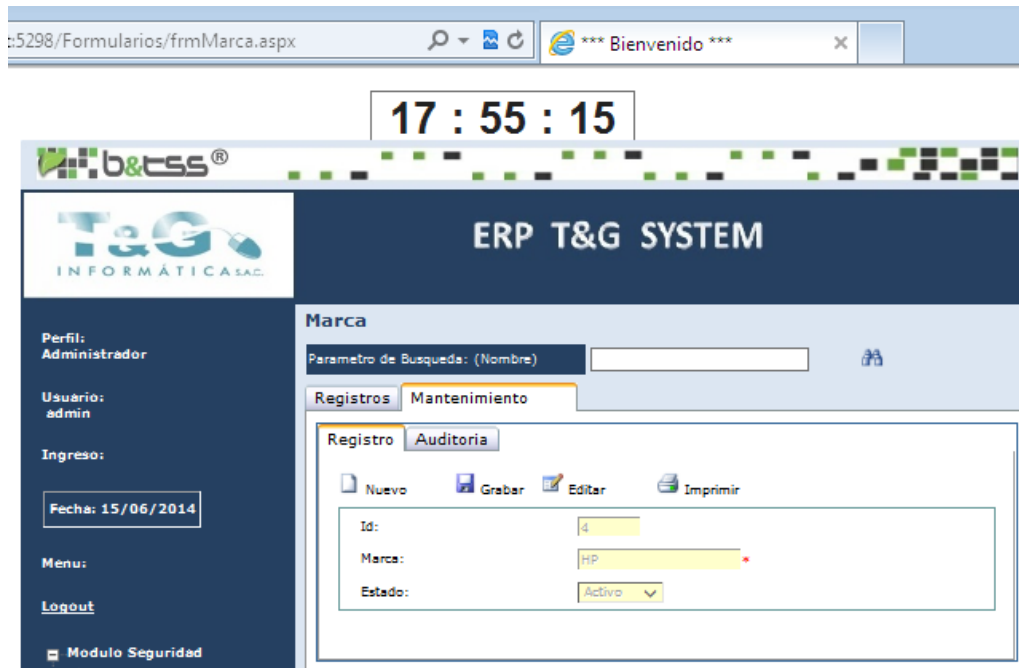 :5298/Formularios/frmMarca.aspx
*** Bienvenido ***
17 : 55 : 15
b&tss®
T&G
INFORMÁTICA S.A.C.
ERP T&G SYSTEM
Perfil:
Administrador
Usuario:
admin
Ingreso:
Fecha: 15/06/2014
Menu:
Logout
Modulo Seguridad
Marca
Parametro de Busqueda: (Nombre)
Registros Mantenimiento
Registro Auditoria
Nuevo Grabar Editar Imprimir
Id: 4
Marca: HP *
Estado: Activo